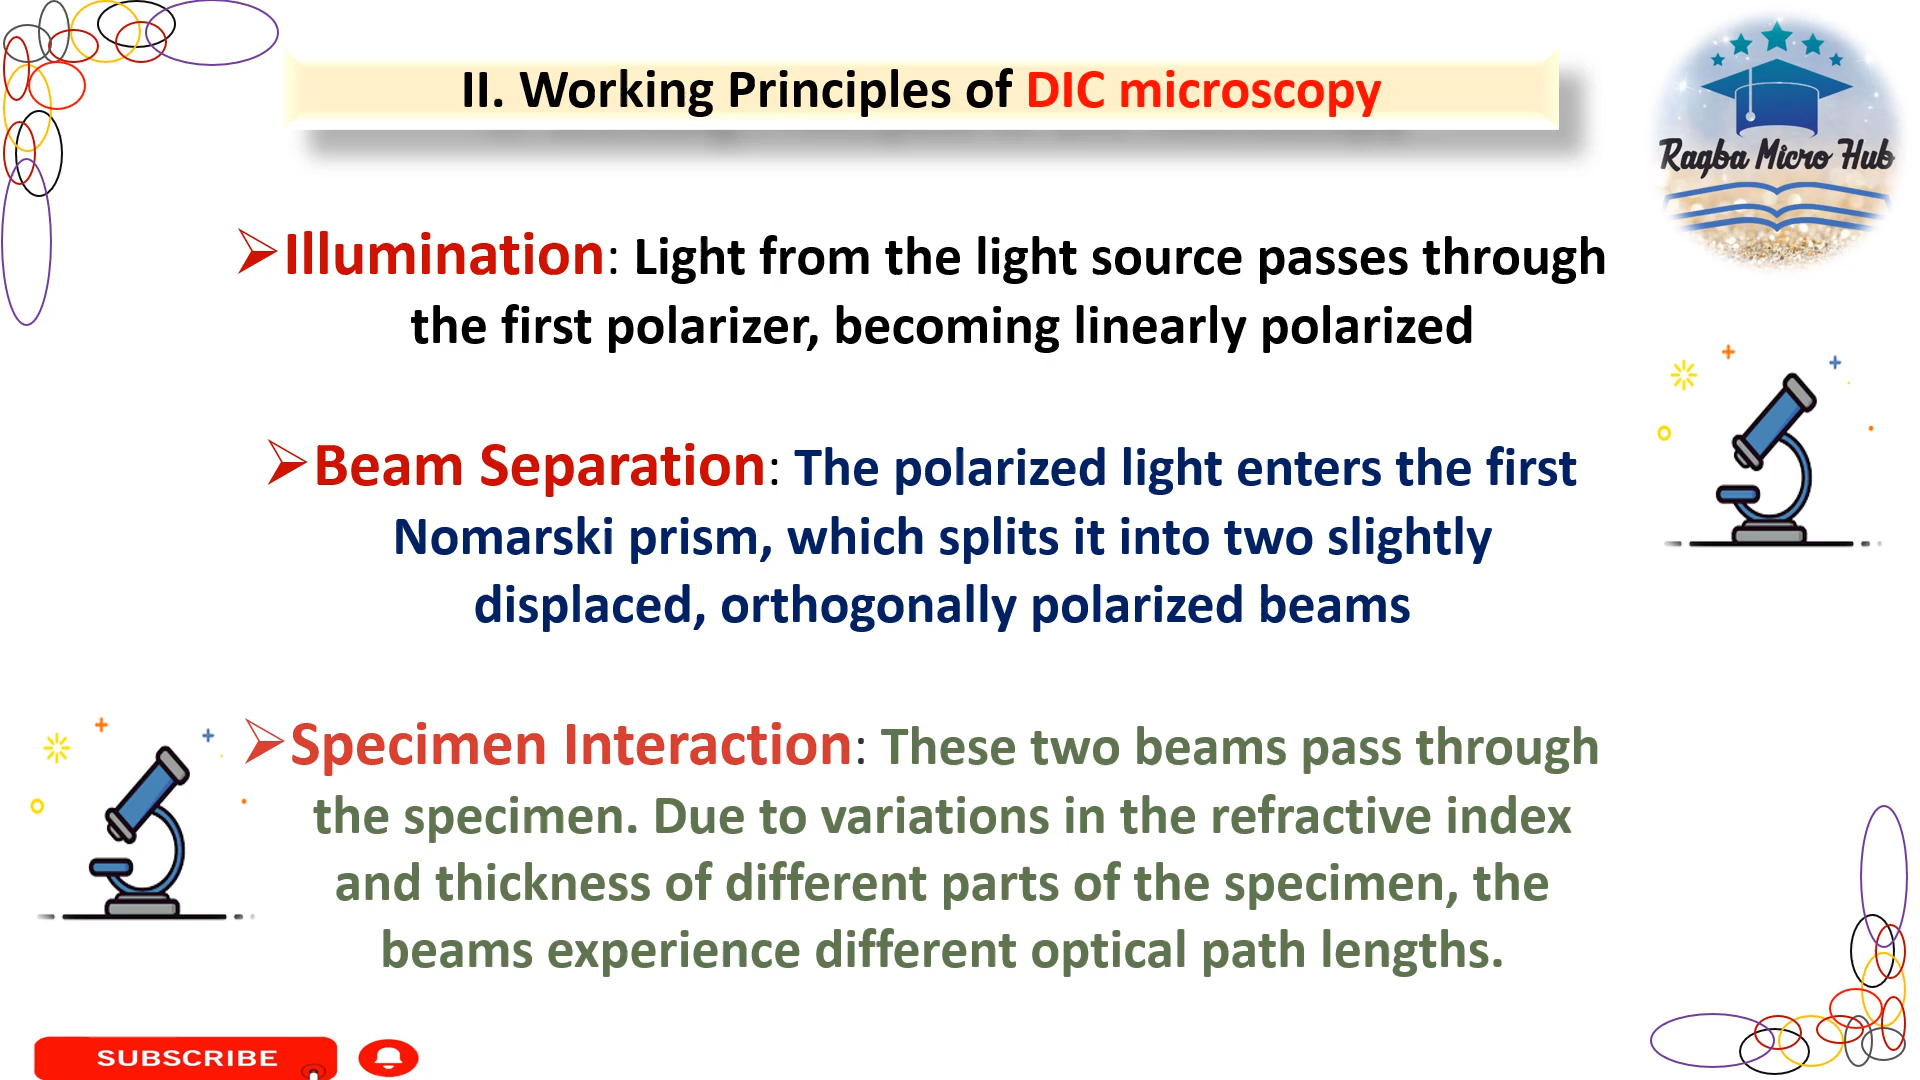 II. Working Principles of DIC microscopy
Ragba Micro Hub
➢Illumination: Light from the light source passes through
the first polarizer, becoming linearly polarized
➢Beam Separation: The polarized light enters the first
Nomarski prism, which splits it into two slightly
displaced, orthogonally polarized beams
➢Specimen Interaction: These two beams pass through
the specimen. Due to variations in the refractive index
and thickness of different parts of the specimen, the
beams experience different optical path lengths.
SUBSCRIBE